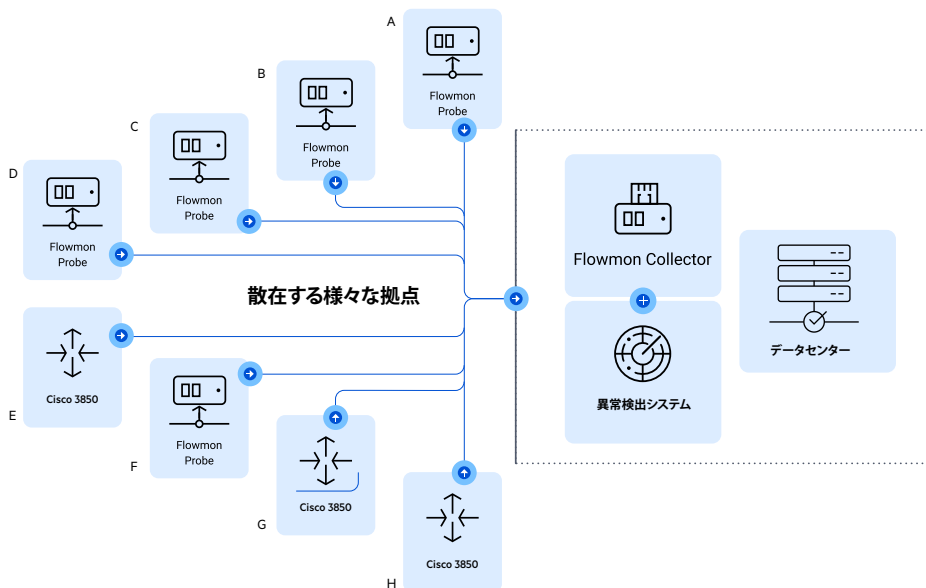 A
Flowmon
Probe
B
Flowmon
Probe
C
Flowmon
Probe
D
Flowmon
Probe
散在する様々な拠点
E
Cisco 3850
F
Flowmon
Probe
G
Cisco 3850
H
Cisco 3850
Flowmon Collector
異常検出システム
データセンター